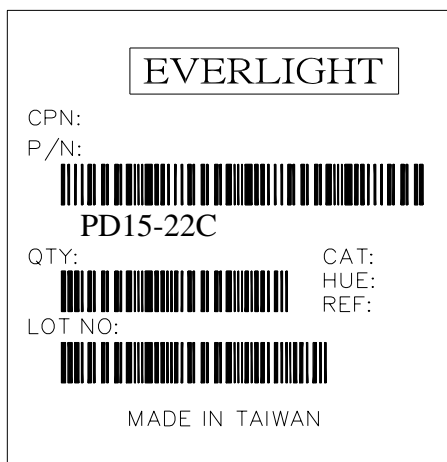 EVERLIGHT
CPN:
P/N:
PD15-22C
QTY:
CAT:
HUE:
REF:
LOT NO:
MADE IN TAIWAN